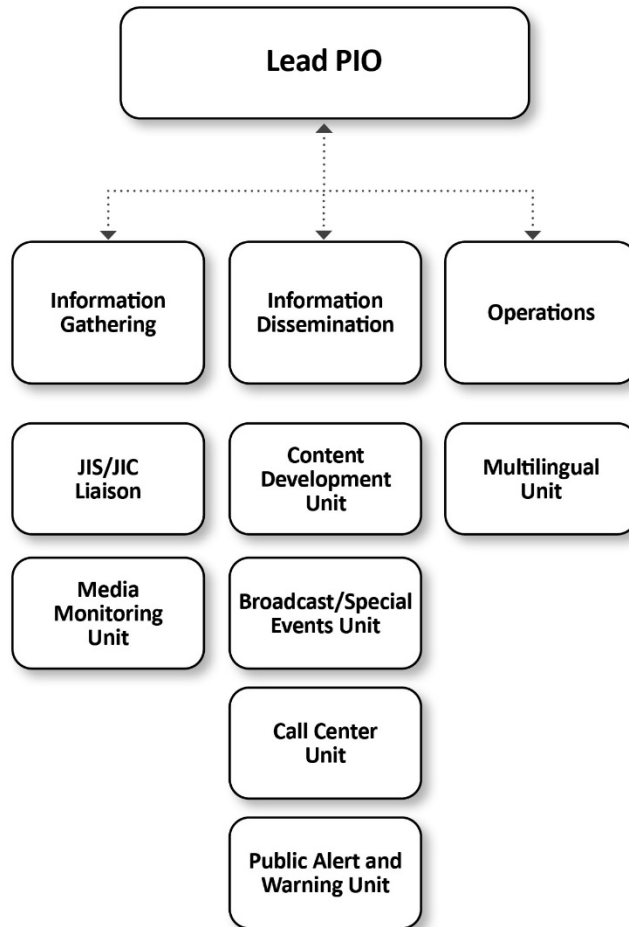 Lead PIO
Information
Gathering
Information
Dissemination
Operations
JIS/JIC
Liaison
Content
Development
Unit
Multilingual
Unit
Media
Monitoring
Unit
Broadcast/Special
Events Unit
Call Center
Unit
Public Alert and
Warning Unit